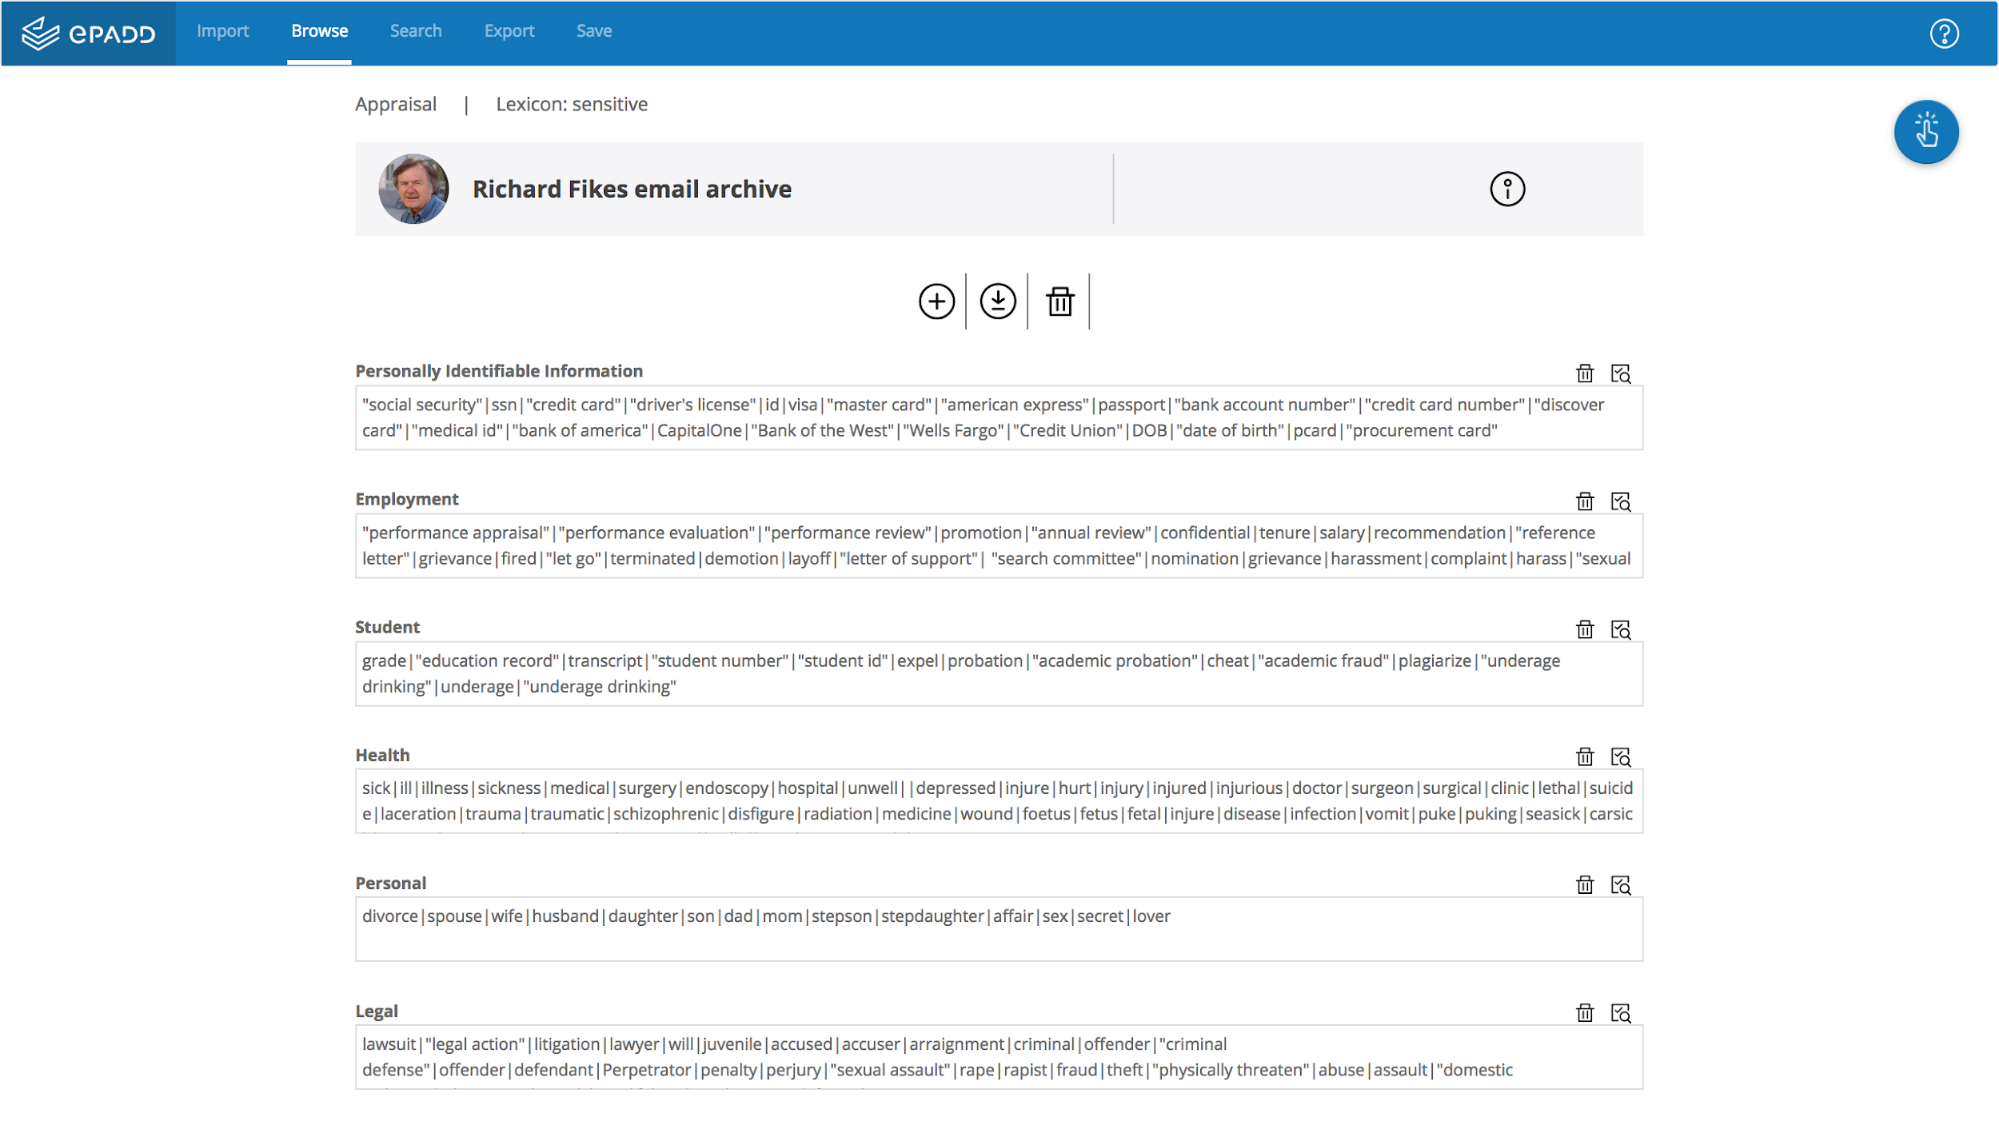 ePADD Import Browse Search Export Save
Appraisal | Lexicon: sensitive
Richard Fikes email archive
Personally Identifiable Information
"social security"|ssn|"credit card"|"driver's license"|id|visa|"master card"|"american express"|passport|"bank account number"|"credit card number"|"discover
card"|"medical id"|"bank of america"|CapitalOne|"Bank of the West"|"Wells Fargo"|"Credit Union"|DOB|"date of birth"|pcard|"procurement card"
Employment
"performance appraisal"|"performance evaluation"|"performance review"|promotion|"annual review"|confidential|tenure|salary|recommendation|"reference
letter"|grievance|fired|"let go"|terminated|demotion|layoff|"letter of support"| "search committee"|nomination|grievance|harassment|complaint|harass|"sexual
Student
grade|"education record"|transcript|"student number"|"student id"|expel|probation|"academic probation"|cheat|"academic fraud"|plagiarize|"underage
drinking"|underage|"underage drinking"
Health
sick|ill|illness|sickness|medical|surgery|endoscopy|hospital|unwell||depressed|injure|hurt|injury|injured|injurious|doctor|surgeon|surgical|clinic|lethal|suicid
e|laceration|trauma|traumatic|schizophrenic|disfigure|radiation|medicine|wound|foetus|fetus|fetal|injure|disease|infection|vomit|puke|puking|seasick|carsic
Personal
divorce|spouse|wife|husband|daughter|son|dad|mom|stepson|stepdaughter|affair|sex|secret|lover
Legal
lawsuit|"legal action"|litigation|lawyer|will|juvenile|accused|accuser|arraignment|criminal|offender|"criminal
defense"|offender|defendant|Perpetrator|penalty|perjury|"sexual assault"|rape|rapist|fraud|theft|"physically threaten"|abuse|assault|"domestic